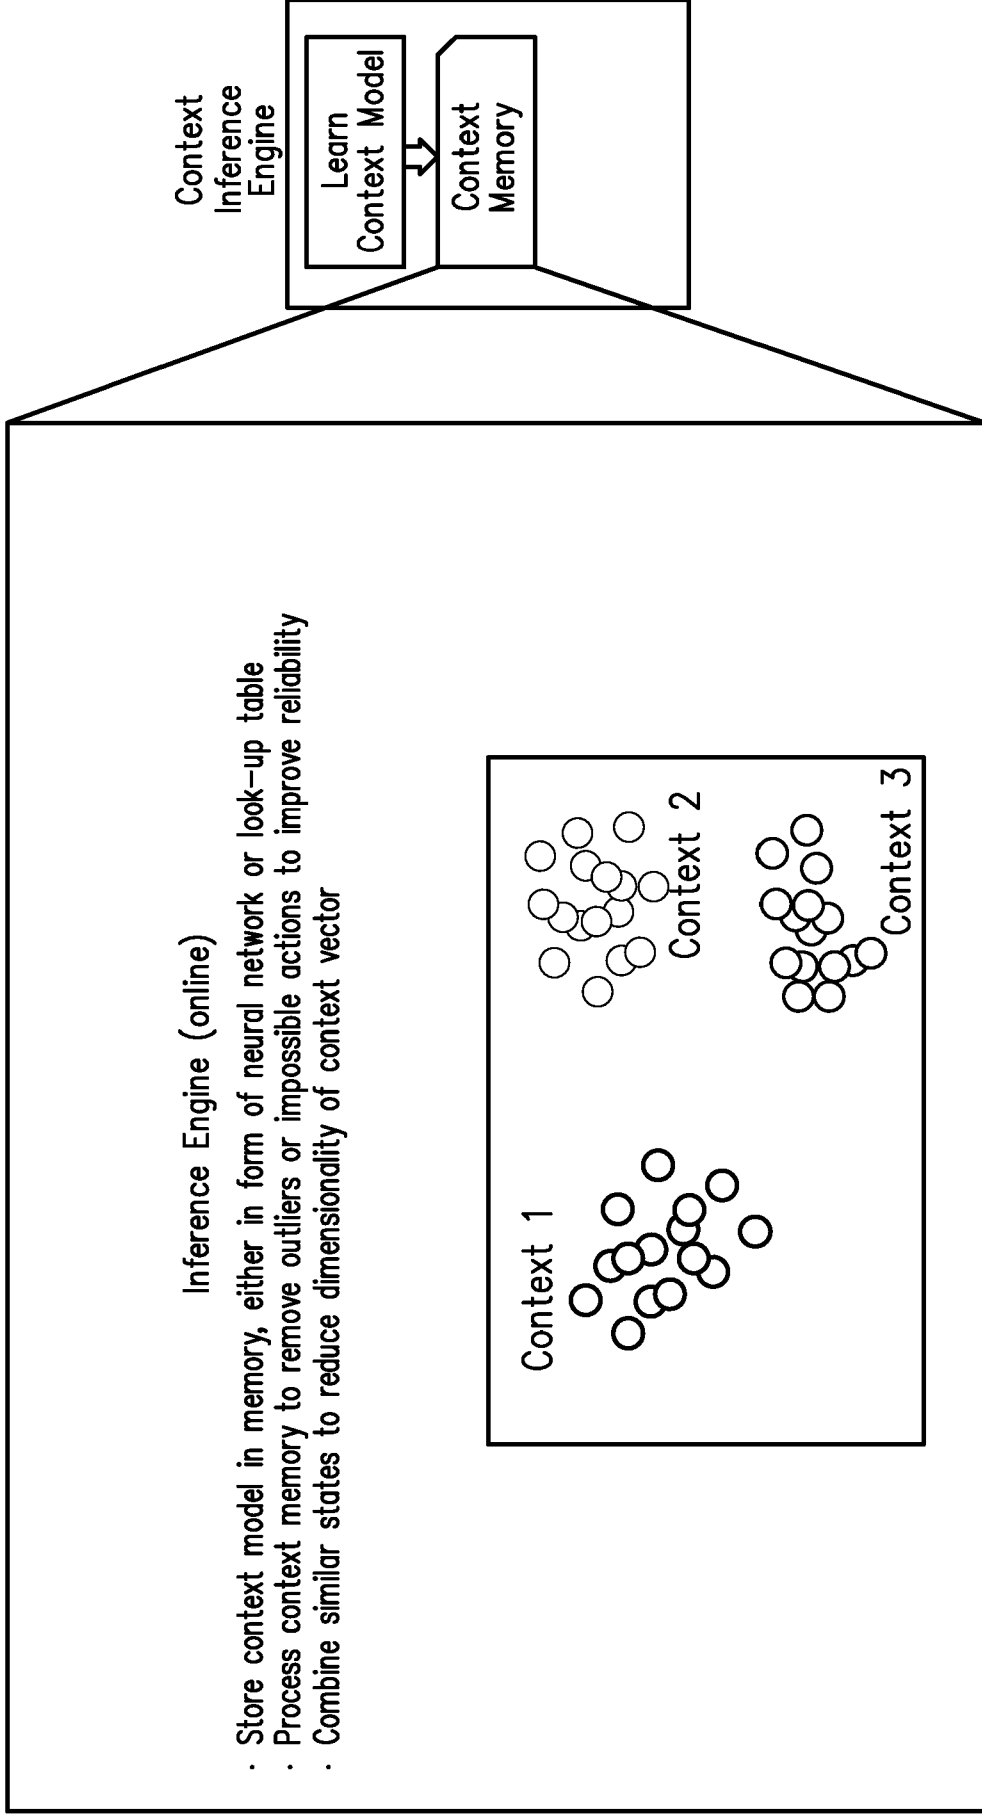 Context
Inference
Engine
Learn
Context Model
Context
Memory
Inference Engine (online)
· Store context model in memory, either in form of neural network or look-up table
· Process context memory to remove outliers or impossible actions to improve reliability
· Combine similar states to reduce dimensionality of context vector
Context 1
Context 2
Context 3